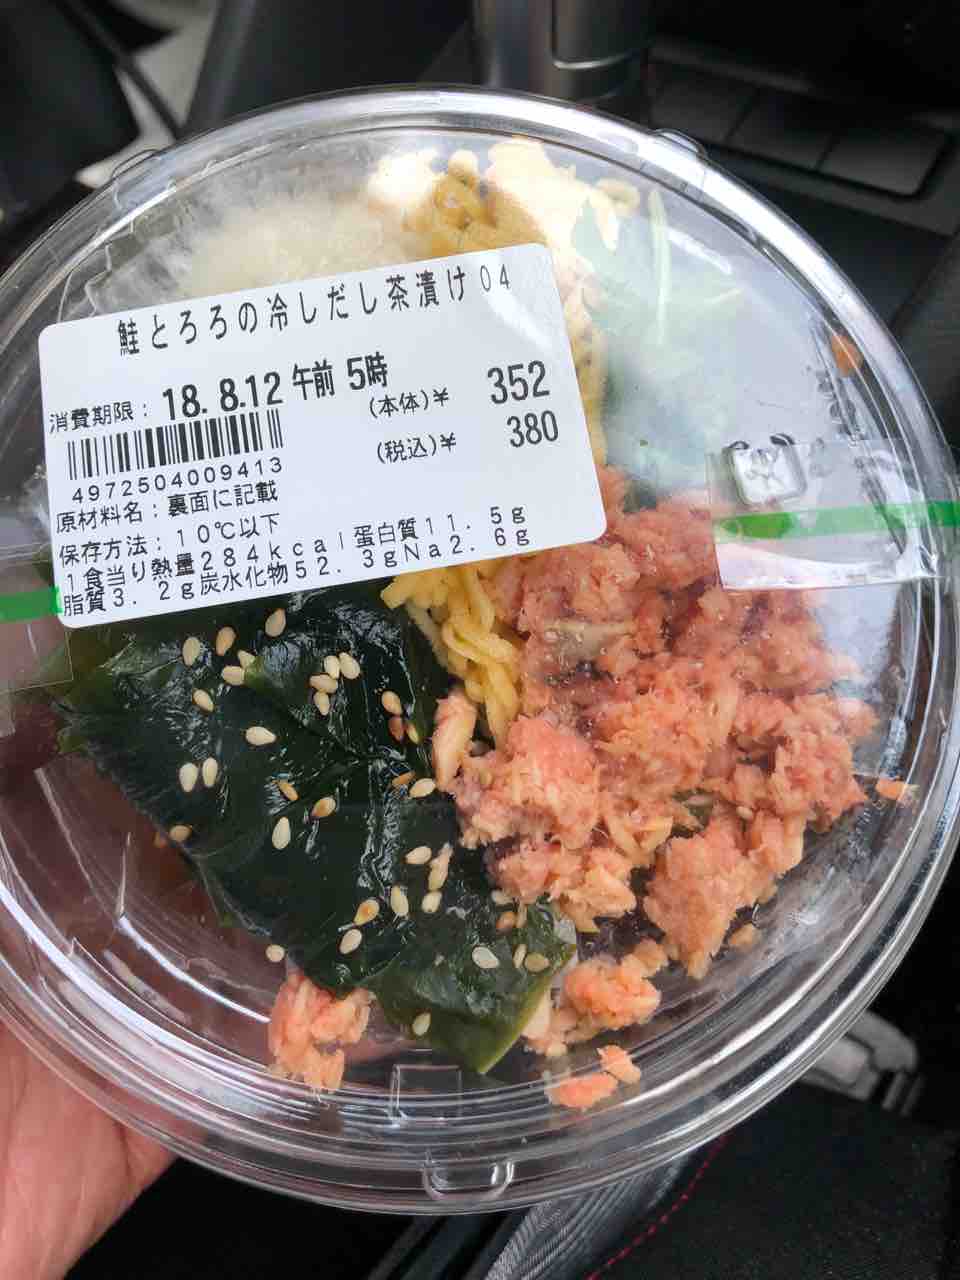 鮭とろろの冷しだし茶漬け04
消費期限：18.8.12午前5時
(本体)¥ 352
(税込)¥ 380
4972504009413
原材料名：裏面に記載
保存方法：10℃以下
1食当り熱量284kcal蛋白質11.5g
脂質3.2g炭水化物52.3gNa2.6g